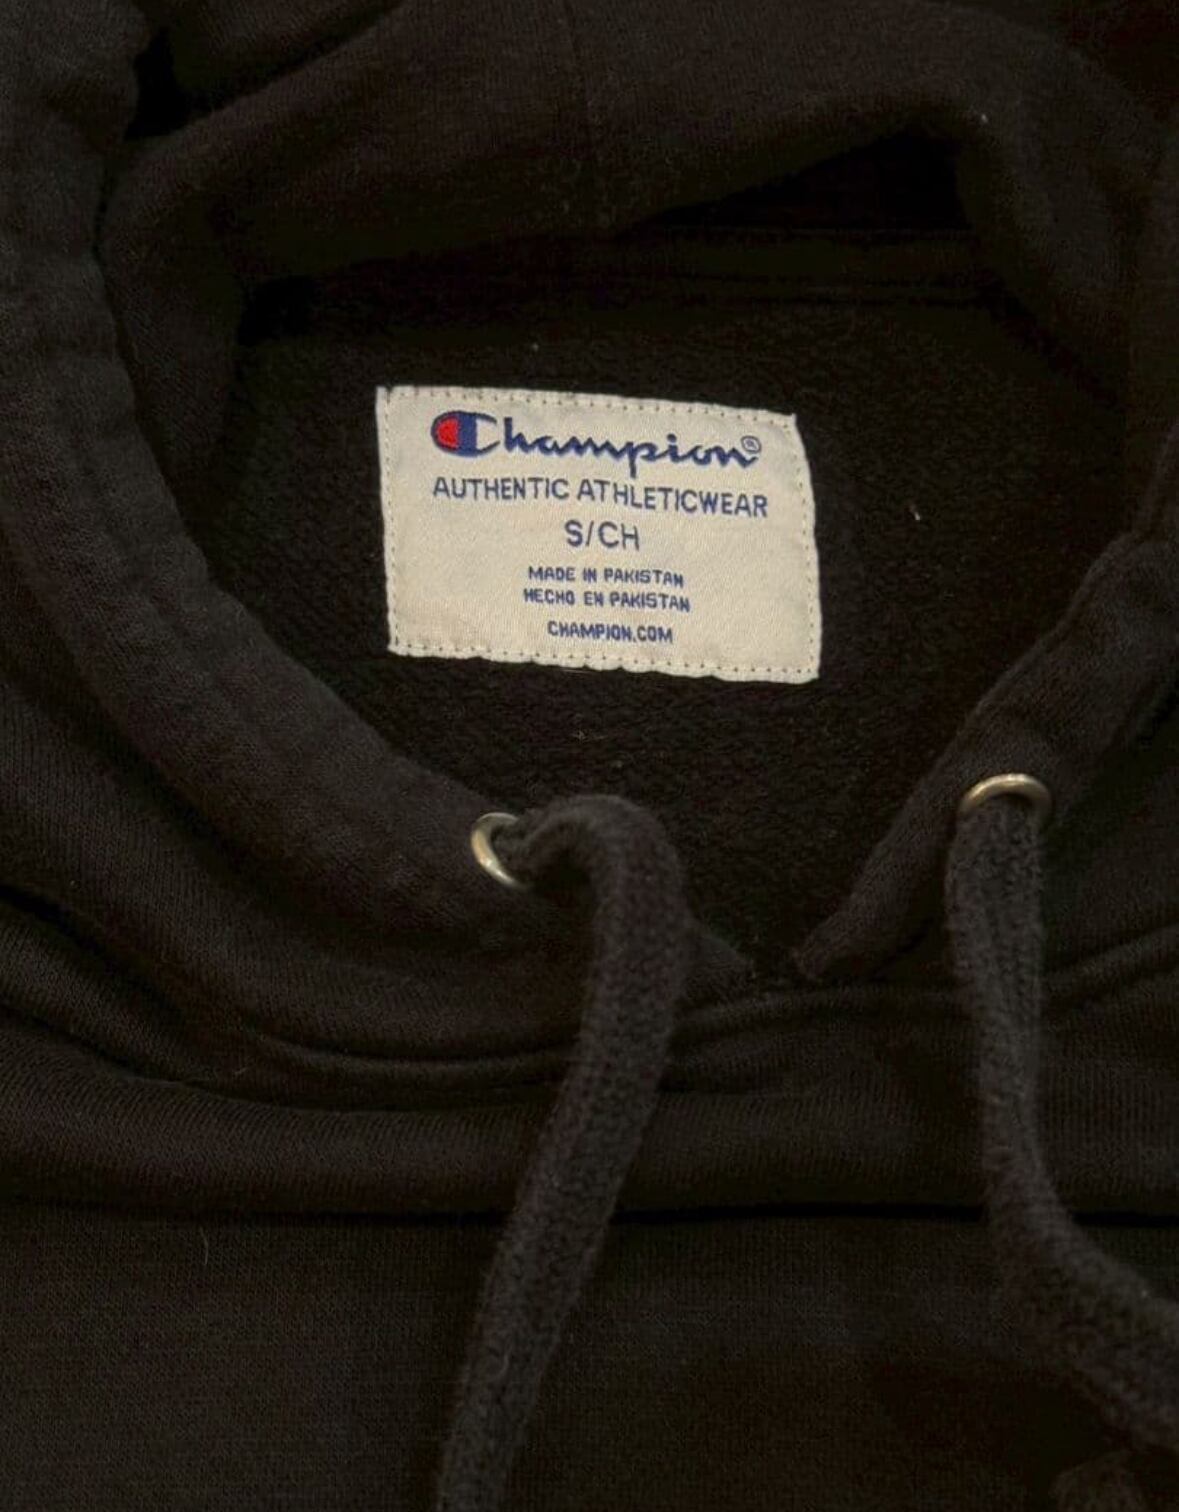 Champion®
AUTHENTIC ATHLETICWEAR
S/CH
MADE IN PAKISTAN
HECHO EN PAKISTAN
CHAMPION.COM